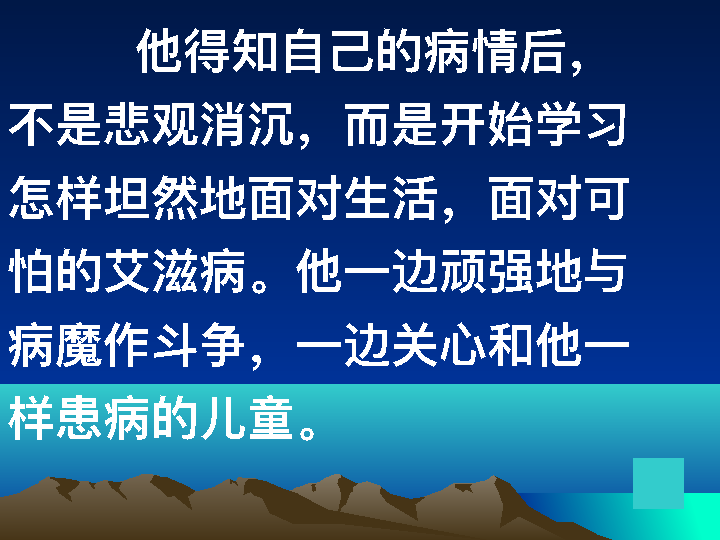 他得知自己的病情后，
不是悲观消沉，而是开始学习
怎样坦然地面对生活，面对可
怕的艾滋病。他一边顽强地与
病魔作斗争，一边关心和他一
样患病的儿童。